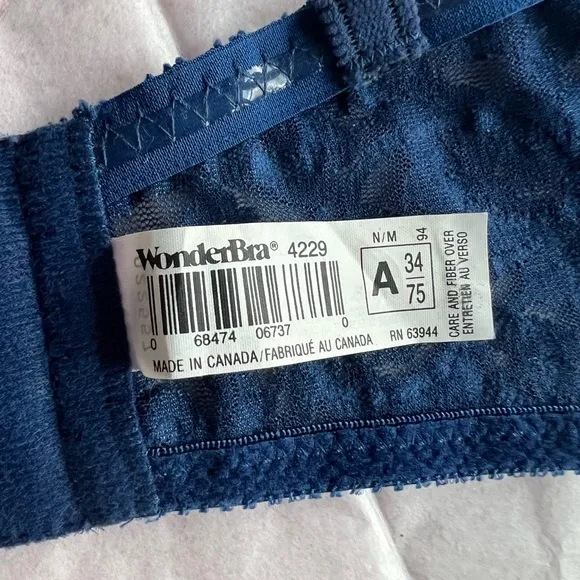 WonderBra® 4229
N/M
94
A
34
75
0 68474 06737 0
RN 63944
MADE IN CANADA/FABRIQUÉ AU CANADA
CARE AND FIBER OVER
ENTRETIEN AU VERSO